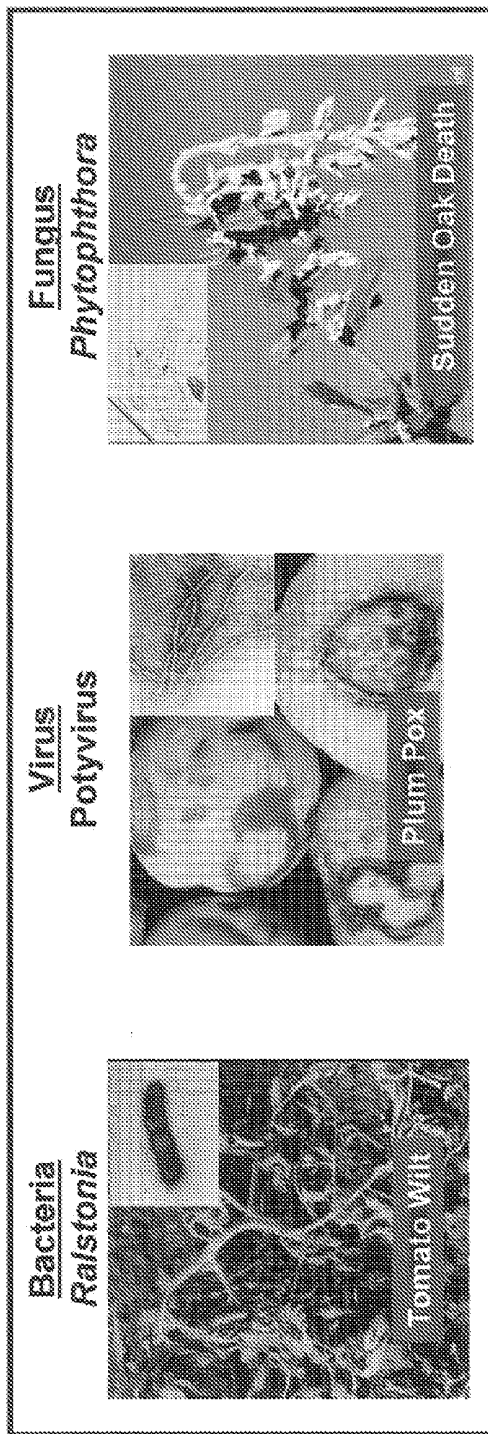 Bacteria
Ralstonia
Tomato Wilt
Virus
Potyvirus
Plum Pox
Fungus
Phytophthora
Sudden Oak Death